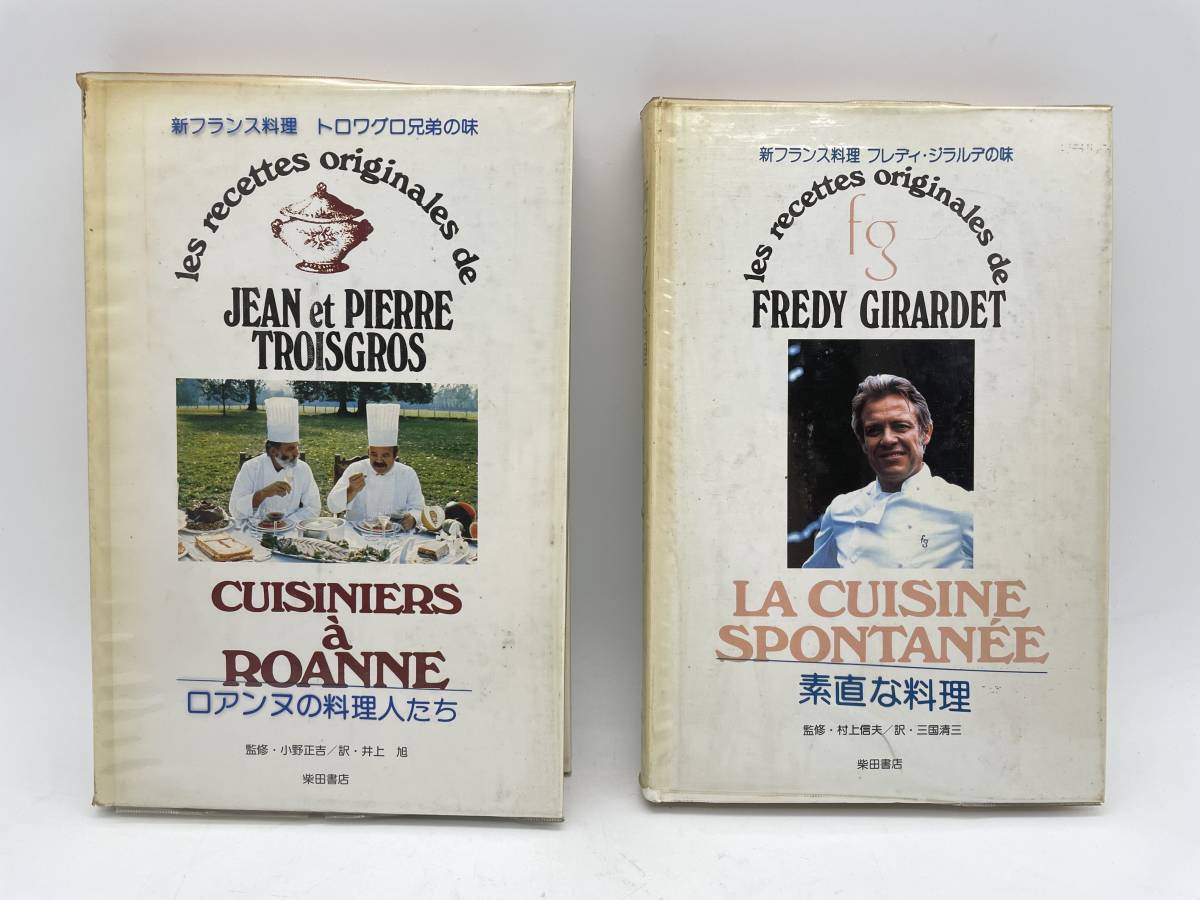 新フランス料理 トロワグロ兄弟の味
les recettes originales de
JEAN et PIERRE
TROISGROS
CUISINIERS
à
ROANNE
ロアンヌの料理人たち
監修・小野正吉/訳・井上 旭
柴田書店
新フランス料理 フレディ・ジラルデの味
les recettes originales de
fg
FREDY GIRARDET
fg
LA CUISINE
SPONTANÉE
素直な料理
監修・村上信夫/訳・三国清三
柴田書店